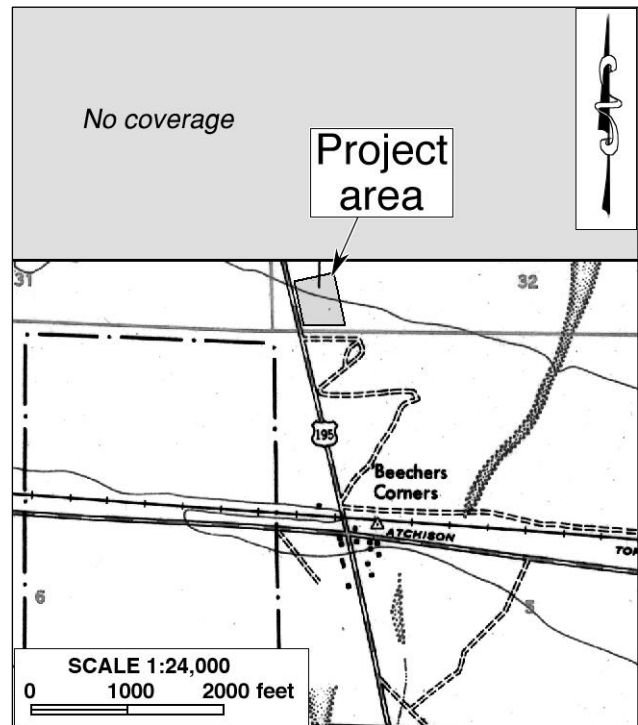 No coverage
Project
area
31
32
195
Beechers
Corners
ATCHISON
TOP
6
5
SCALE 1:24,000
0 1000 2000 feet